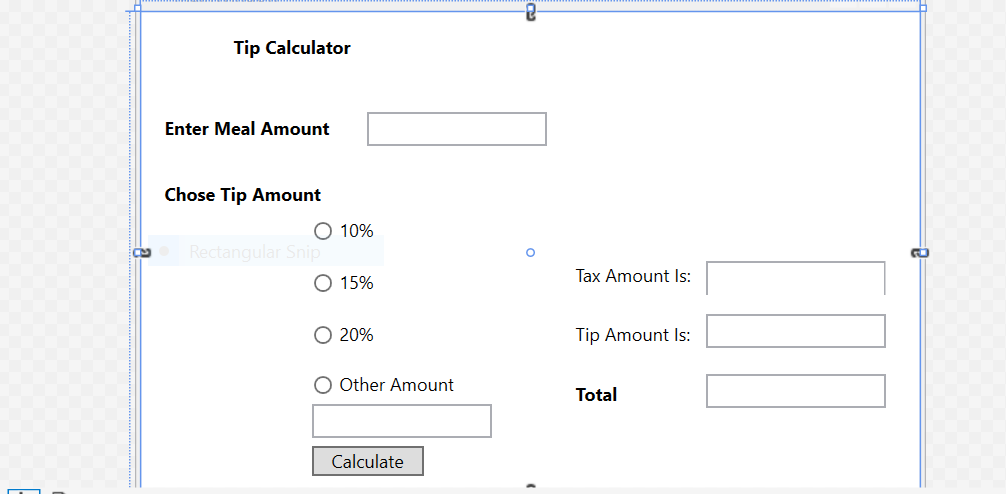 Tip Calculator
Enter Meal Amount
Chose Tip Amount
10%
Rectangular Snip
15%
20%
Other Amount
Calculate
Tax Amount Is:
Tip Amount Is:
Total